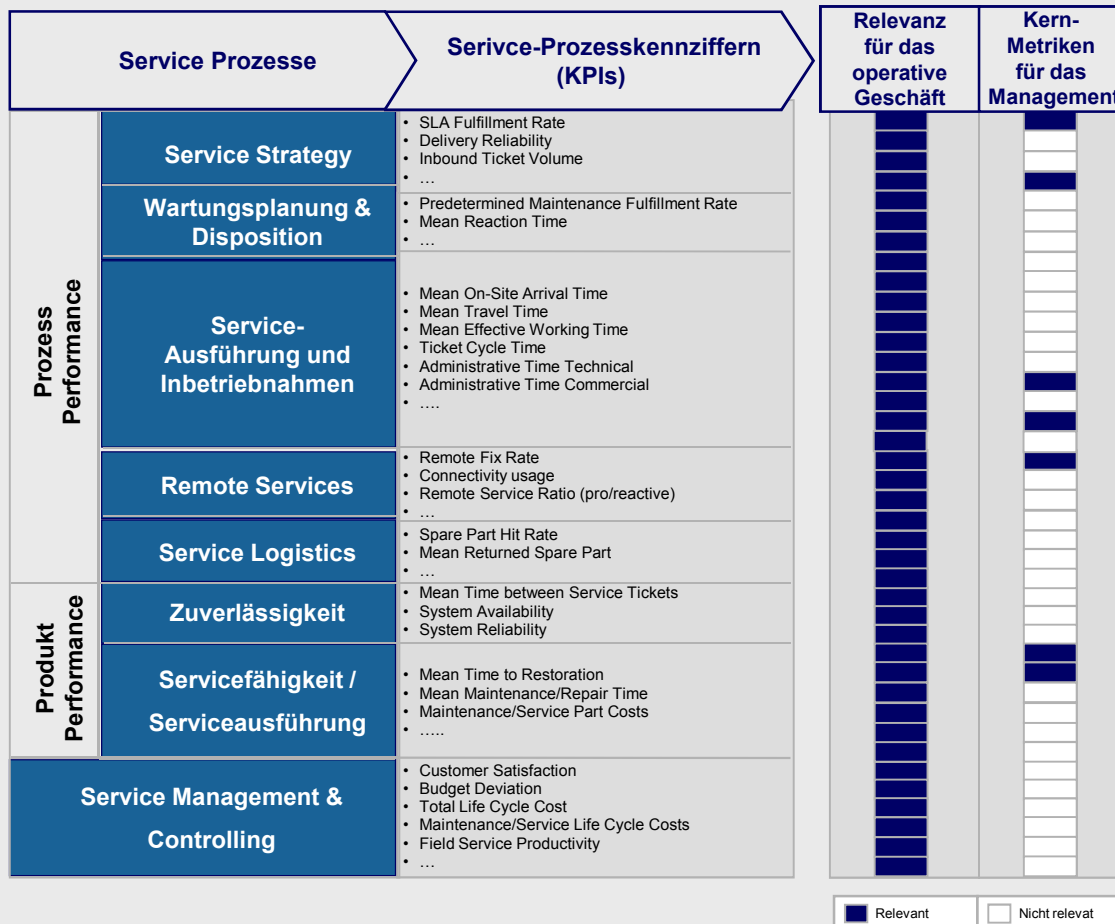 Service Prozesse
Serivce-Prozesskennziffern
(KPIs)
Relevanz
für das
operative
Geschäft
Kern-
Metriken
für das
Management
Prozess
Performance
Service Strategy
• SLA Fulfillment Rate
• Delivery Reliability
• Inbound Ticket Volume
• …
Wartungsplanung &
Disposition
• Predetermined Maintenance Fulfillment Rate
• Mean Reaction Time
• …
Service-
Ausführung und
Inbetriebnahmen
• Mean On-Site Arrival Time
• Mean Travel Time
• Mean Effective Working Time
• Ticket Cycle Time
• Administrative Time Technical
• Administrative Time Commercial
• ….
Remote Services
• Remote Fix Rate
• Connectivity usage
• Remote Service Ratio (pro/reactive)
• …
Service Logistics
• Spare Part Hit Rate
• Mean Returned Spare Part
• …
Produkt
Performance
Zuverlässigkeit
• Mean Time between Service Tickets
• System Availability
• System Reliability
Servicefähigkeit /
Serviceausführung
• Mean Time to Restoration
• Mean Maintenance/Repair Time
• Maintenance/Service Part Costs
• …..
Service Management &
Controlling
• Customer Satisfaction
• Budget Deviation
• Total Life Cycle Cost
• Maintenance/Service Life Cycle Costs
• Field Service Productivity
• …
Relevant
Nicht relevat